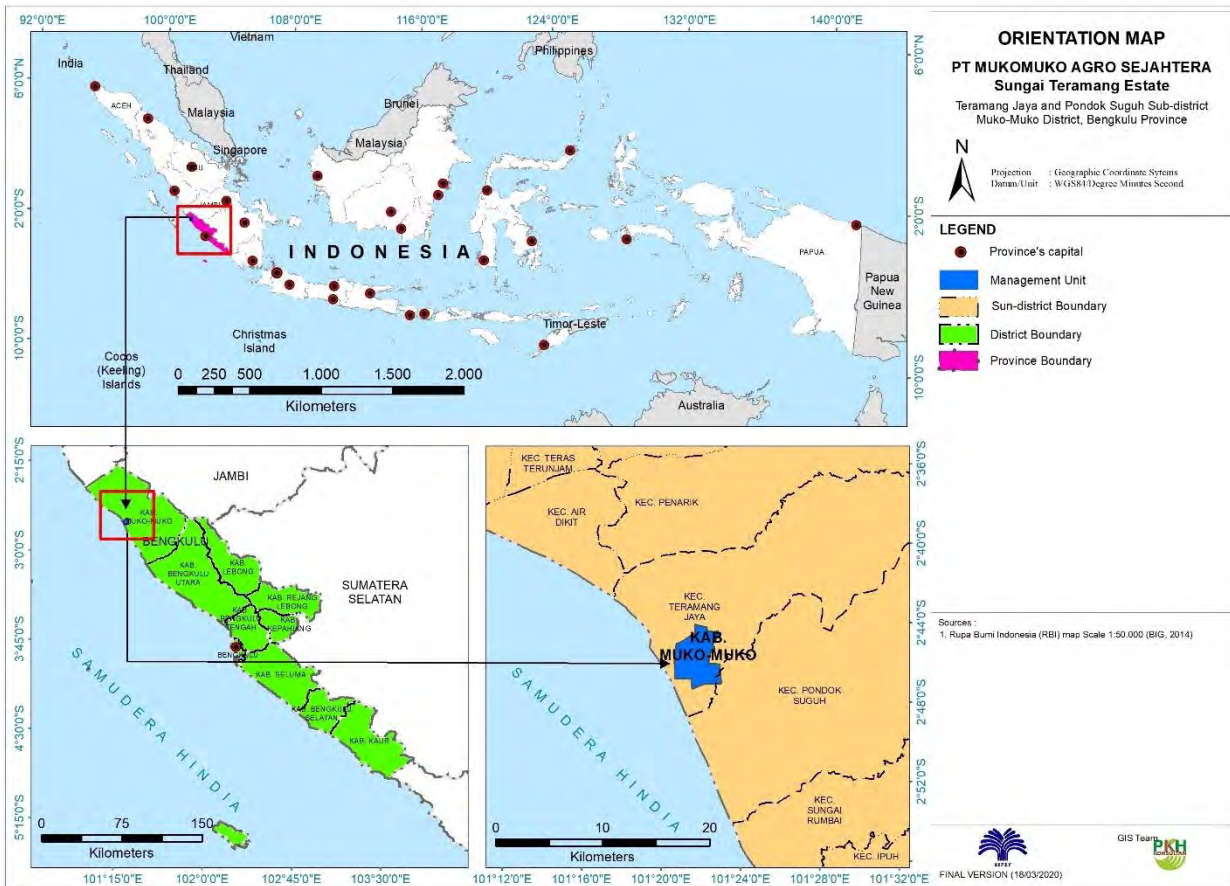 92°0'0"E 100°0'0"E 108°0'0"E 116°0'0"E 124°0'0"E 132°0'0"E 140°0'0"E
6°0'0"N
2°0'0"S
10°0'0"S
6°0'0"N
2°0'0"S
10°0'0"S
India
Vietnam
Thailand
Malaysia
Singapore
Brunei
Malaysia
Philippines
ACEH
INDONESIA
PAPUA
Papua
New
Guinea
Christmas
Island
Cocos
(Keeling)
Islands
Timor-Leste
Australia
0 250 500 1.000 1.500 2.000
Kilometers
ORIENTATION MAP
PT MUKOMUKO AGRO SEJAHTERA
Sungai Teramang Estate
Teramang Jaya and Pondok Suguh Sub-district
Muko-Muko District, Bengkulu Province
N
Projection : Geographic Coordinate Sytems
Datum/Unit : WGS84/Degree Minutes Second
LEGEND
Province's capital
Management Unit
Sun-district Boundary
District Boundary
Province Boundary
2°15'0"S
3°0'0"S
3°45'0"S
4°30'0"S
5°15'0"S
JAMBI
KAB.
MUKO-MUKO
BENGKULU
KAB.
BENGKULU
UTARA
KAB.
LEBONG
KAB. REJANG
LEBONG
KAB.
BENGKULU
TENGAH
KAB.
KEPAHIANG
BENGKULU
SUMATERA
SELATAN
KAB. SELUMA
KAB. BENGKULU
SELATAN
KAB. KAUR
SAMUDERA HINDIA
0 75 150
Kilometers
101°15'0"E 102°0'0"E 102°45'0"E 103°30'0"E
KEC. TERAS
TERUNJAM
KEC. AIR
DIKIT
KEC. PENARIK
KEC.
TERAMANG
JAYA
KAB.
MUKO-MUKO
KEC. PONDOK
SUGUH
KEC.
SUNGAI
RUMBAI
KEC. IPUH
SAMUDERA HINDIA
0 10 20
Kilometers
2°36'0"S
2°40'0"S
2°44'0"S
2°48'0"S
2°52'0"S
101°12'0"E 101°16'0"E 101°20'0"E 101°24'0"E 101°28'0"E 101°32'0"E
Sources :
1. Rupa Bumi Indonesia (RBI) map Scale 1:50.000 (BIG, 2014)
GIS Team
PKH
FINAL VERSION (18/03/2020)